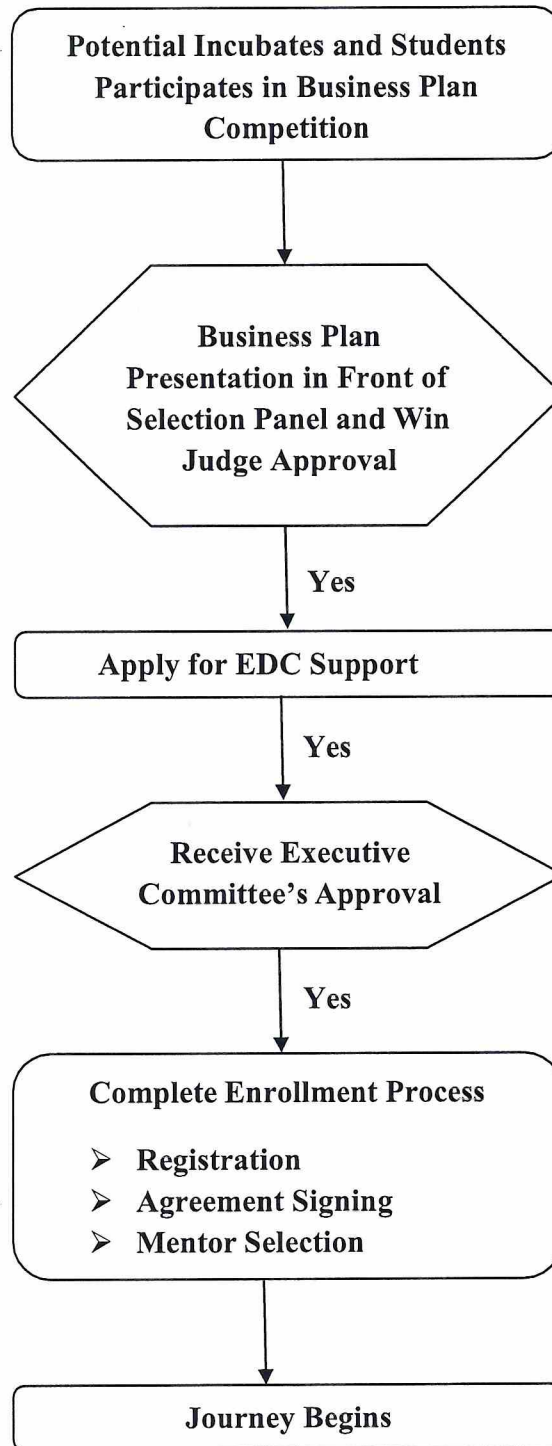 Potential Incubates and Students
Participates in Business Plan
Competition
Business Plan
Presentation in Front of
Selection Panel and Win
Judge Approval
Yes
Apply for EDC Support
Yes
Receive Executive
Committee's Approval
Yes
Complete Enrollment Process
➢ Registration
➢ Agreement Signing
➢ Mentor Selection
Journey Begins